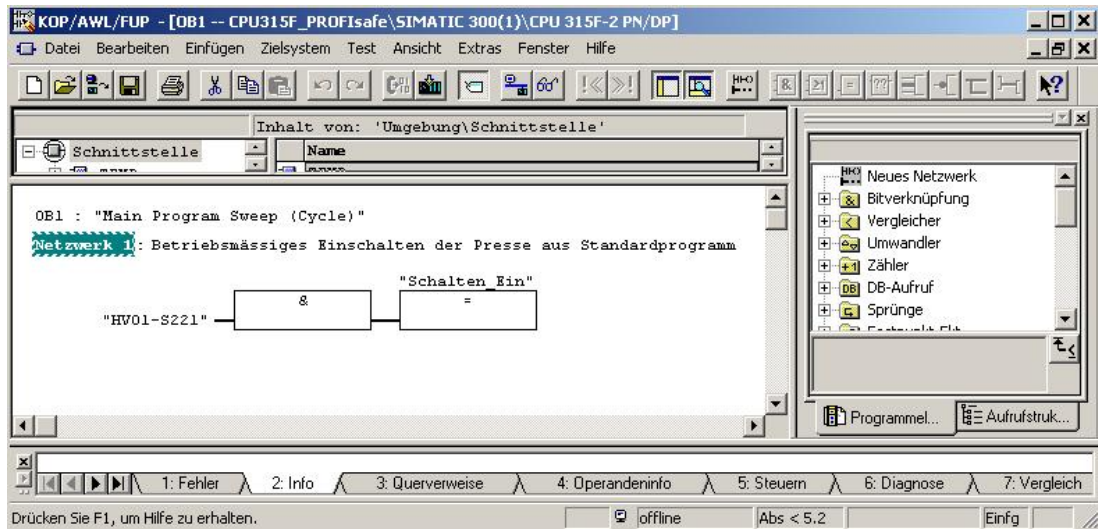 KOP/AWL/FUP - [OB1 -- CPU315F_PROFIsafe\SIMATIC 300(1)\CPU 315F-2 PN/DP]
Datei Bearbeiten Einfügen Zielsystem Test Ansicht Extras Fenster Hilfe
Inhalt von: 'Umgebung\Schnittstelle'
Schnittstelle
Name
OB1 : "Main Program Sweep (Cycle)"
Netzwerk 1: Betriebsmässiges Einschalten der Presse aus Standardprogramm
"Schalten_Ein"
& =
"HV01-S221"
Neues Netzwerk
Bitverknüpfung
Vergleicher
Umwandler
Zähler
DB-Aufruf
Sprünge
Programmel... Aufrufstruk...
1: Fehler 2: Info 3: Querverweise 4: Operandeninfo 5: Steuern 6: Diagnose 7: Vergleich
Drücken Sie F1, um Hilfe zu erhalten. offline Abs < 5.2 Einfg